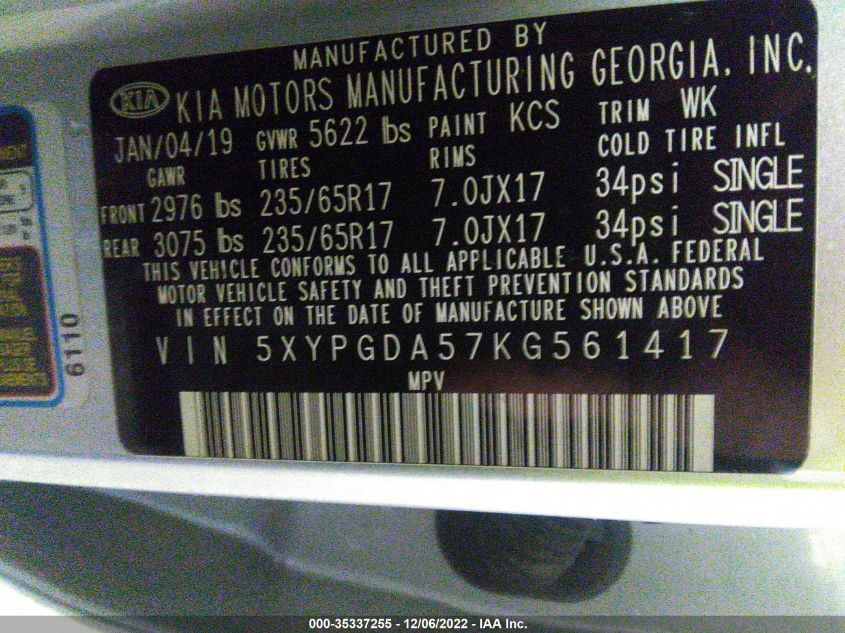 MANUFACTURED BY
KIA KIA MOTORS MANUFACTURING GEORGIA, INC.
JAN/04/19 GVWR 5622 lbs PAINT KCS TRIM WK
GAWR TIRES RIMS COLD TIRE INFL
FRONT 2976 lbs 235/65R17 7.0JX17 34psi SINGLE
REAR 3075 lbs 235/65R17 7.0JX17 34psi SINGLE
THIS VEHICLE CONFORMS TO ALL APPLICABLE U.S.A. FEDERAL
MOTOR VEHICLE SAFETY AND THEFT PREVENTION STANDARDS
IN EFFECT ON THE DATE OF MANUFACTURE SHOWN ABOVE
VIN 5XYPGDA57KG561417
MPV
6110
000-35337255 - 12/06/2022 - IAA Inc.